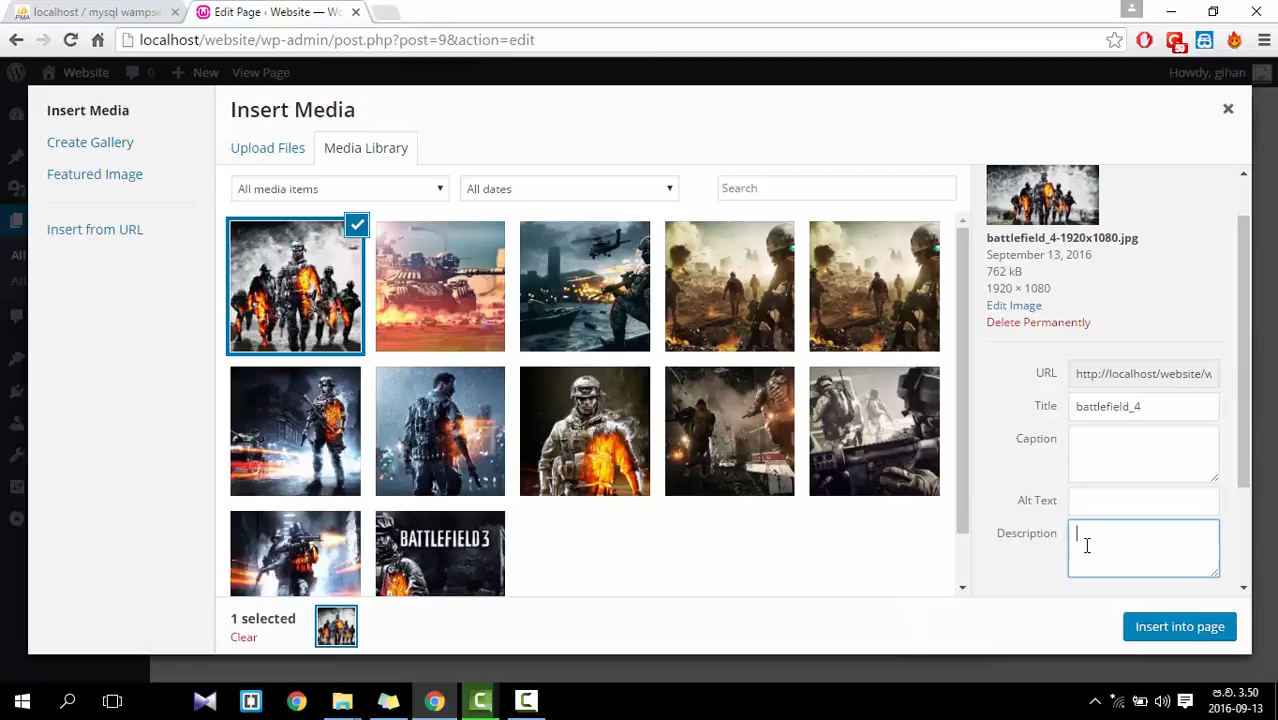 localhost / mysql wampse
Edit Page ‹ Website — Wo
localhost/website/wp-admin/post.php?post=9&action=edit
80
Website
0
New
View Page
Howdy, gihan
Insert Media
Create Gallery
Featured Image
Insert from URL
All
Insert Media
Upload Files
Media Library
All media items
All dates
Search
BATTLEFIELD 3
battlefield_4-1920x1080.jpg
September 13, 2016
762 kB
1920 × 1080
Edit Image
Delete Permanently
URL
http://localhost/website/w
Title
battlefield_4
Caption
Alt Text
Description
1 selected
Clear
Insert into page
ප.ව. 3.50
2016-09-13